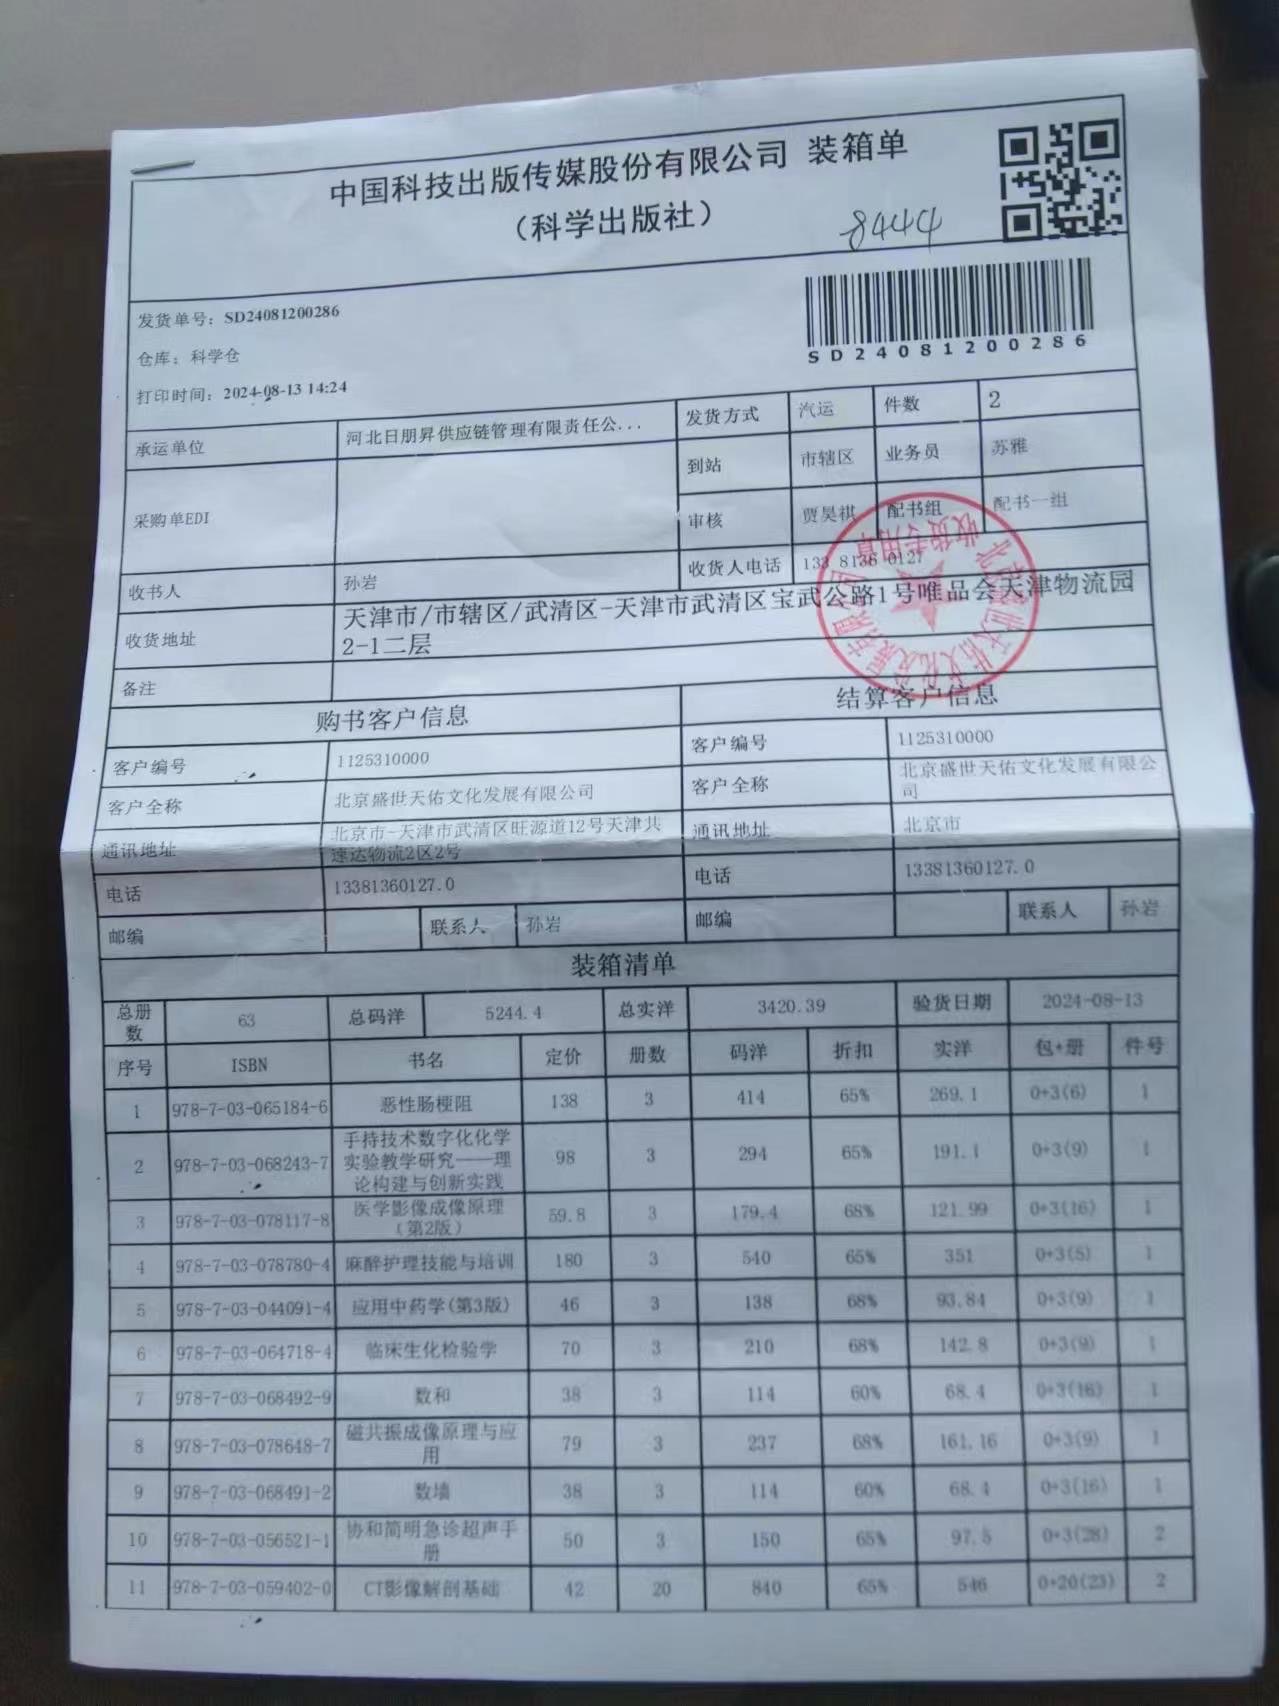 中国科技出版传媒股份有限公司 装箱单
（科学出版社）
8444
发货单号：SD24081200286
仓库：科学仓
打印时间：2024-08-13 14:24
SD24081200286
承运单位 河北日朋昇供应链管理有限责任公... 发货方式 汽运 件数 2
采购单EDI 到站 市辖区 业务员 苏雅
审核 贾昊祺 配书组 配书一组
收书人 孙岩 收货人电话 133 8136 0127
收货地址 天津市/市辖区/武清区-天津市武清区宝武公路1号唯品会天津物流园
2-1二层
备注
北京盛世天佑文化发展有限公司
收货专用章
购书客户信息 结算客户信息
客户编号 1125310000 客户编号 1125310000
客户全称 北京盛世天佑文化发展有限公司 客户全称 北京盛世天佑文化发展有限公
司
通讯地址 北京市-天津市武清区旺源道12号天津共
速达物流2区2号 通讯地址 北京市
电话 13381360127.0 电话 13381360127.0
邮编 联系人 孙岩 邮编 联系人 孙岩
装箱清单
总册
数 63 总码洋 5244.4 总实洋 3420.39 验货日期 2024-08-13
序号 ISBN 书名 定价 册数 码洋 折扣 实洋 包+册 件号
1 978-7-03-065184-6 恶性肠梗阻 138 3 414 65% 269.1 0+3(6) 1
2 978-7-03-068243-7 手持技术数字化化学
实验教学研究——理
论构建与创新实践 98 3 294 65% 191.1 0+3(9) 1
3 978-7-03-078117-8 医学影像成像原理
（第2版） 59.8 3 179.4 68% 121.99 0+3(16) 1
4 978-7-03-078780-4 麻醉护理技能与培训 180 3 540 65% 351 0+3(5) 1
5 978-7-03-044091-4 应用中药学(第3版) 46 3 138 68% 93.84 0+3(9) 1
6 978-7-03-064718-4 临床生化检验学 70 3 210 68% 142.8 0+3(9) 1
7 978-7-03-068492-9 数和 38 3 114 60% 68.4 0+3(16) 1
8 978-7-03-078648-7 磁共振成像原理与应
用 79 3 237 68% 161.16 0+3(9) 1
9 978-7-03-068491-2 数墙 38 3 114 60% 68.4 0+3(16) 1
10 978-7-03-056521-1 协和简明急诊超声手
册 50 3 150 65% 97.5 0+3(28) 2
11 978-7-03-059402-0 CT影像解剖基础 42 20 840 65% 546 0+20(23) 2